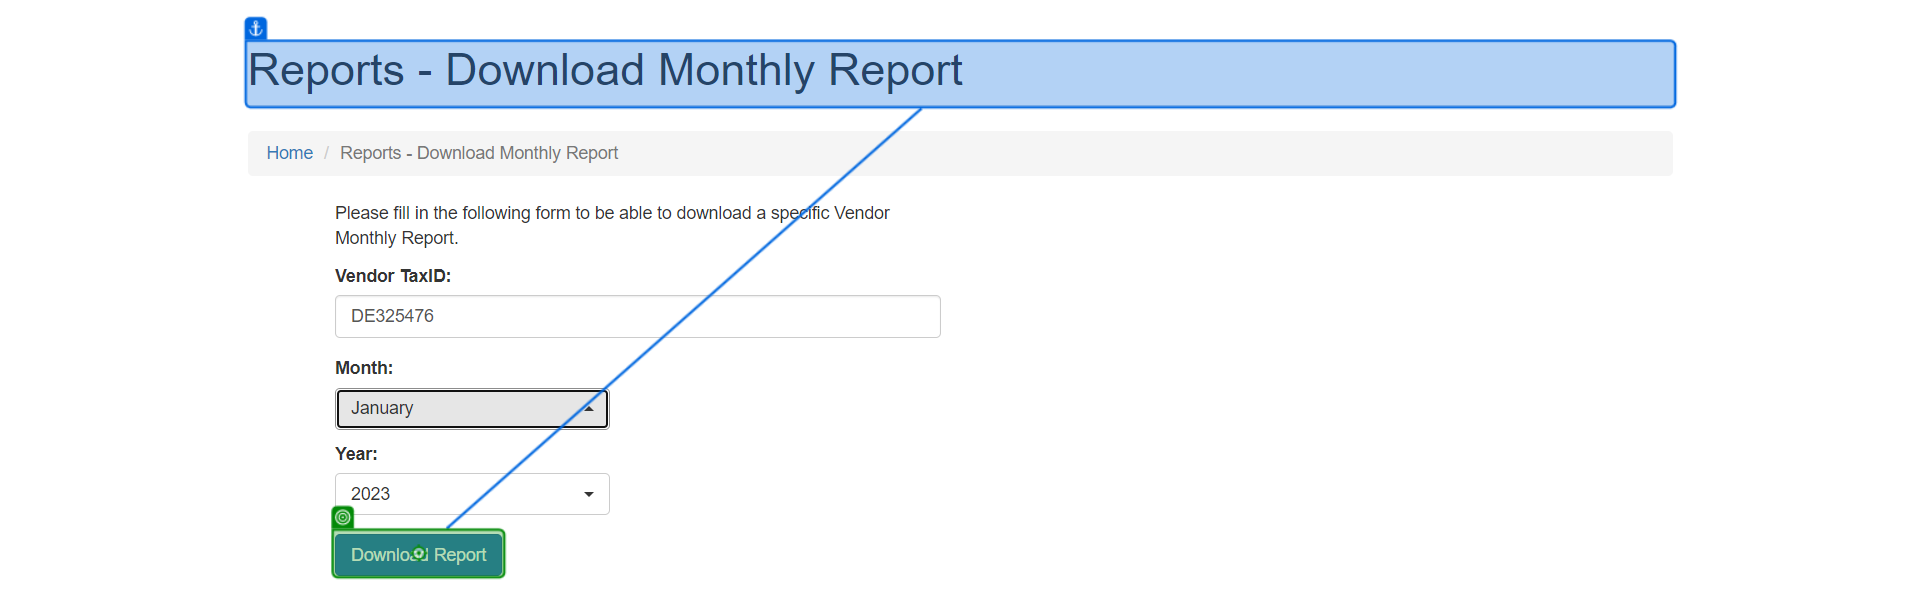 Reports - Download Monthly Report
Home / Reports - Download Monthly Report
Please fill in the following form to be able to download a specific Vendor
Monthly Report.
Vendor TaxID:
DE325476
Month:
January
Year:
2023
Download Report